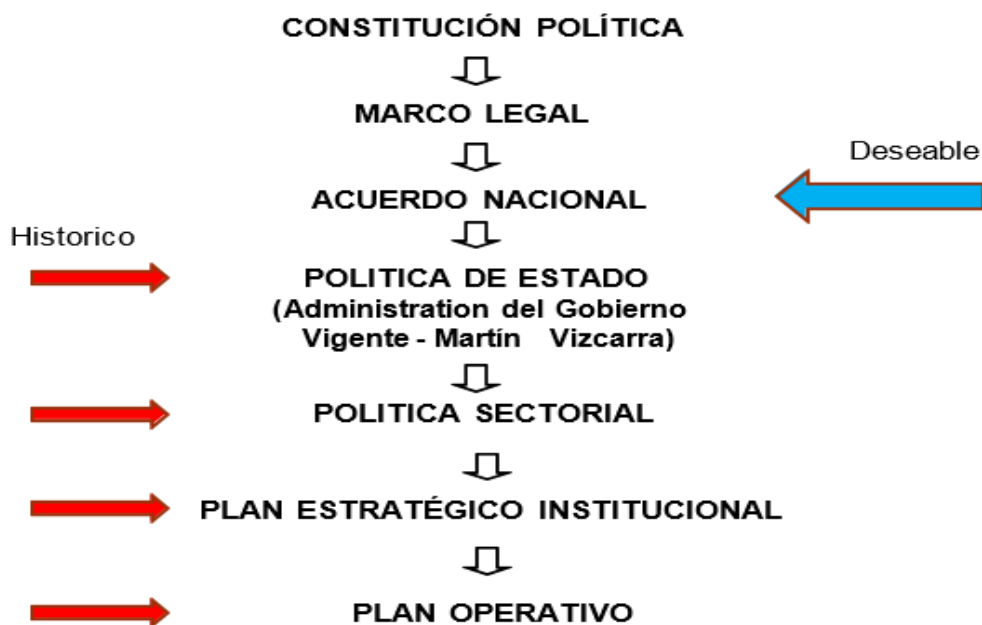 CONSTITUCIÓN POLÍTICA
MARCO LEGAL
Deseable
ACUERDO NACIONAL
Historico
POLITICA DE ESTADO
(Administration del Gobierno
Vigente - Martín Vizcarra)
POLITICA SECTORIAL
PLAN ESTRATÉGICO INSTITUCIONAL
PLAN OPERATIVO